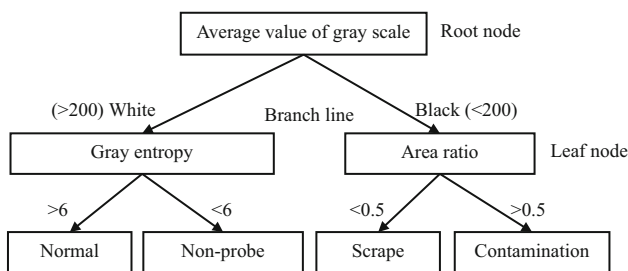 Average value of gray scale
Root node
(>200) White
Branch line
Black (<200)
Gray entropy
Area ratio
Leaf node
>6
<6
<0.5
>0.5
Normal
Non-probe
Scrape
Contamination